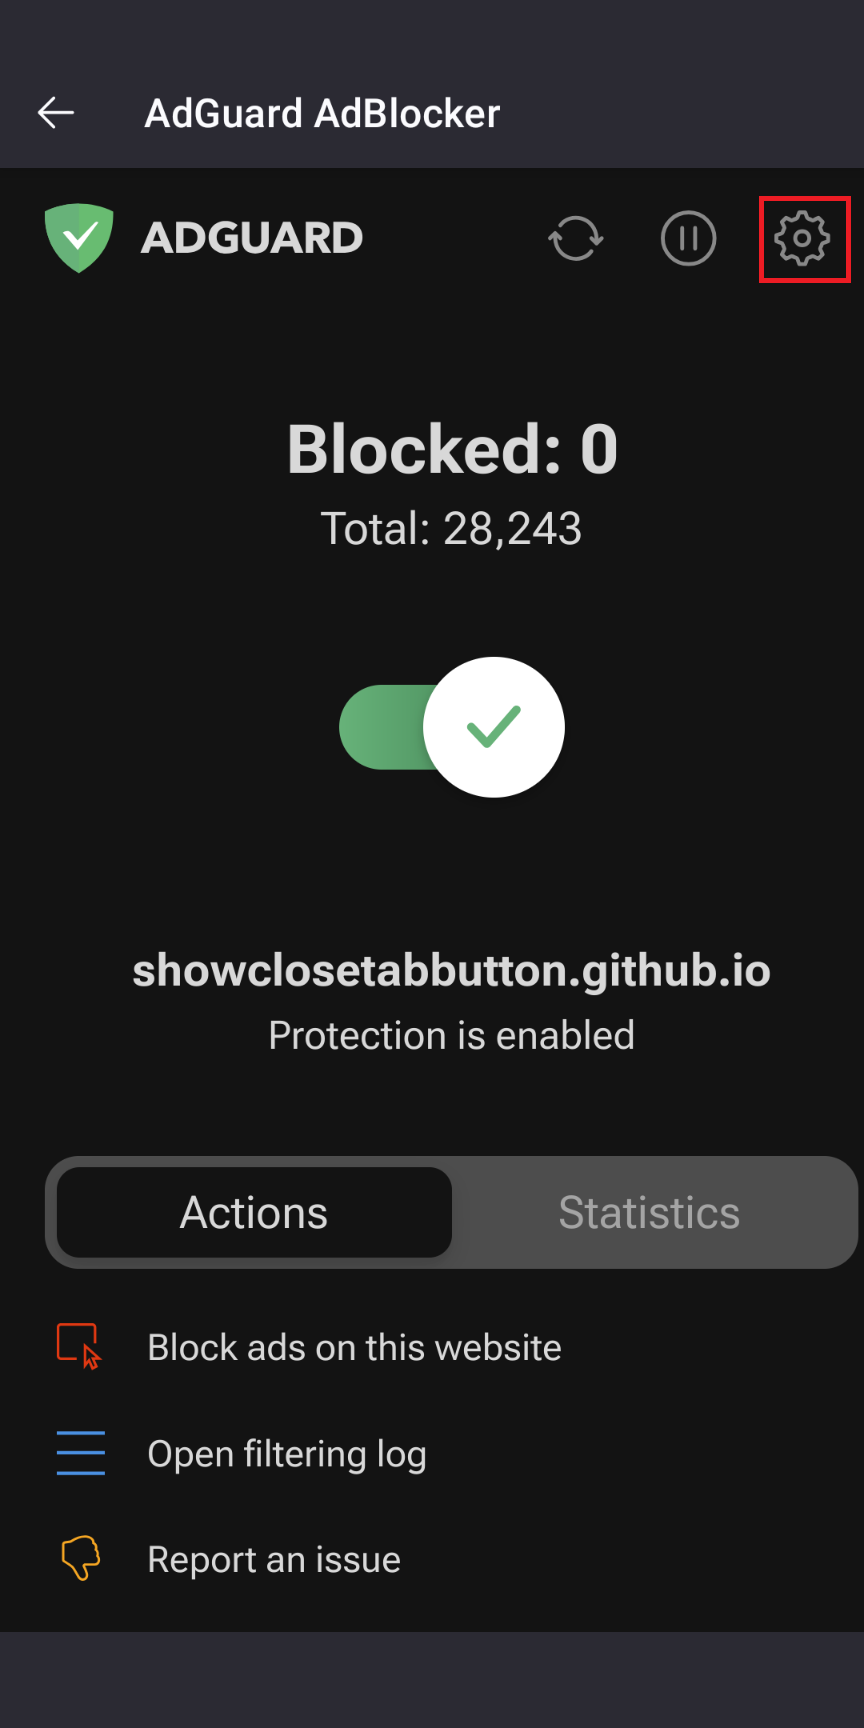 AdGuard AdBlocker
ADGUARD
Blocked: 0
Total: 28,243
showclosetabbutton.github.io
Protection is enabled
Actions
Statistics
Block ads on this website
Open filtering log
Report an issue